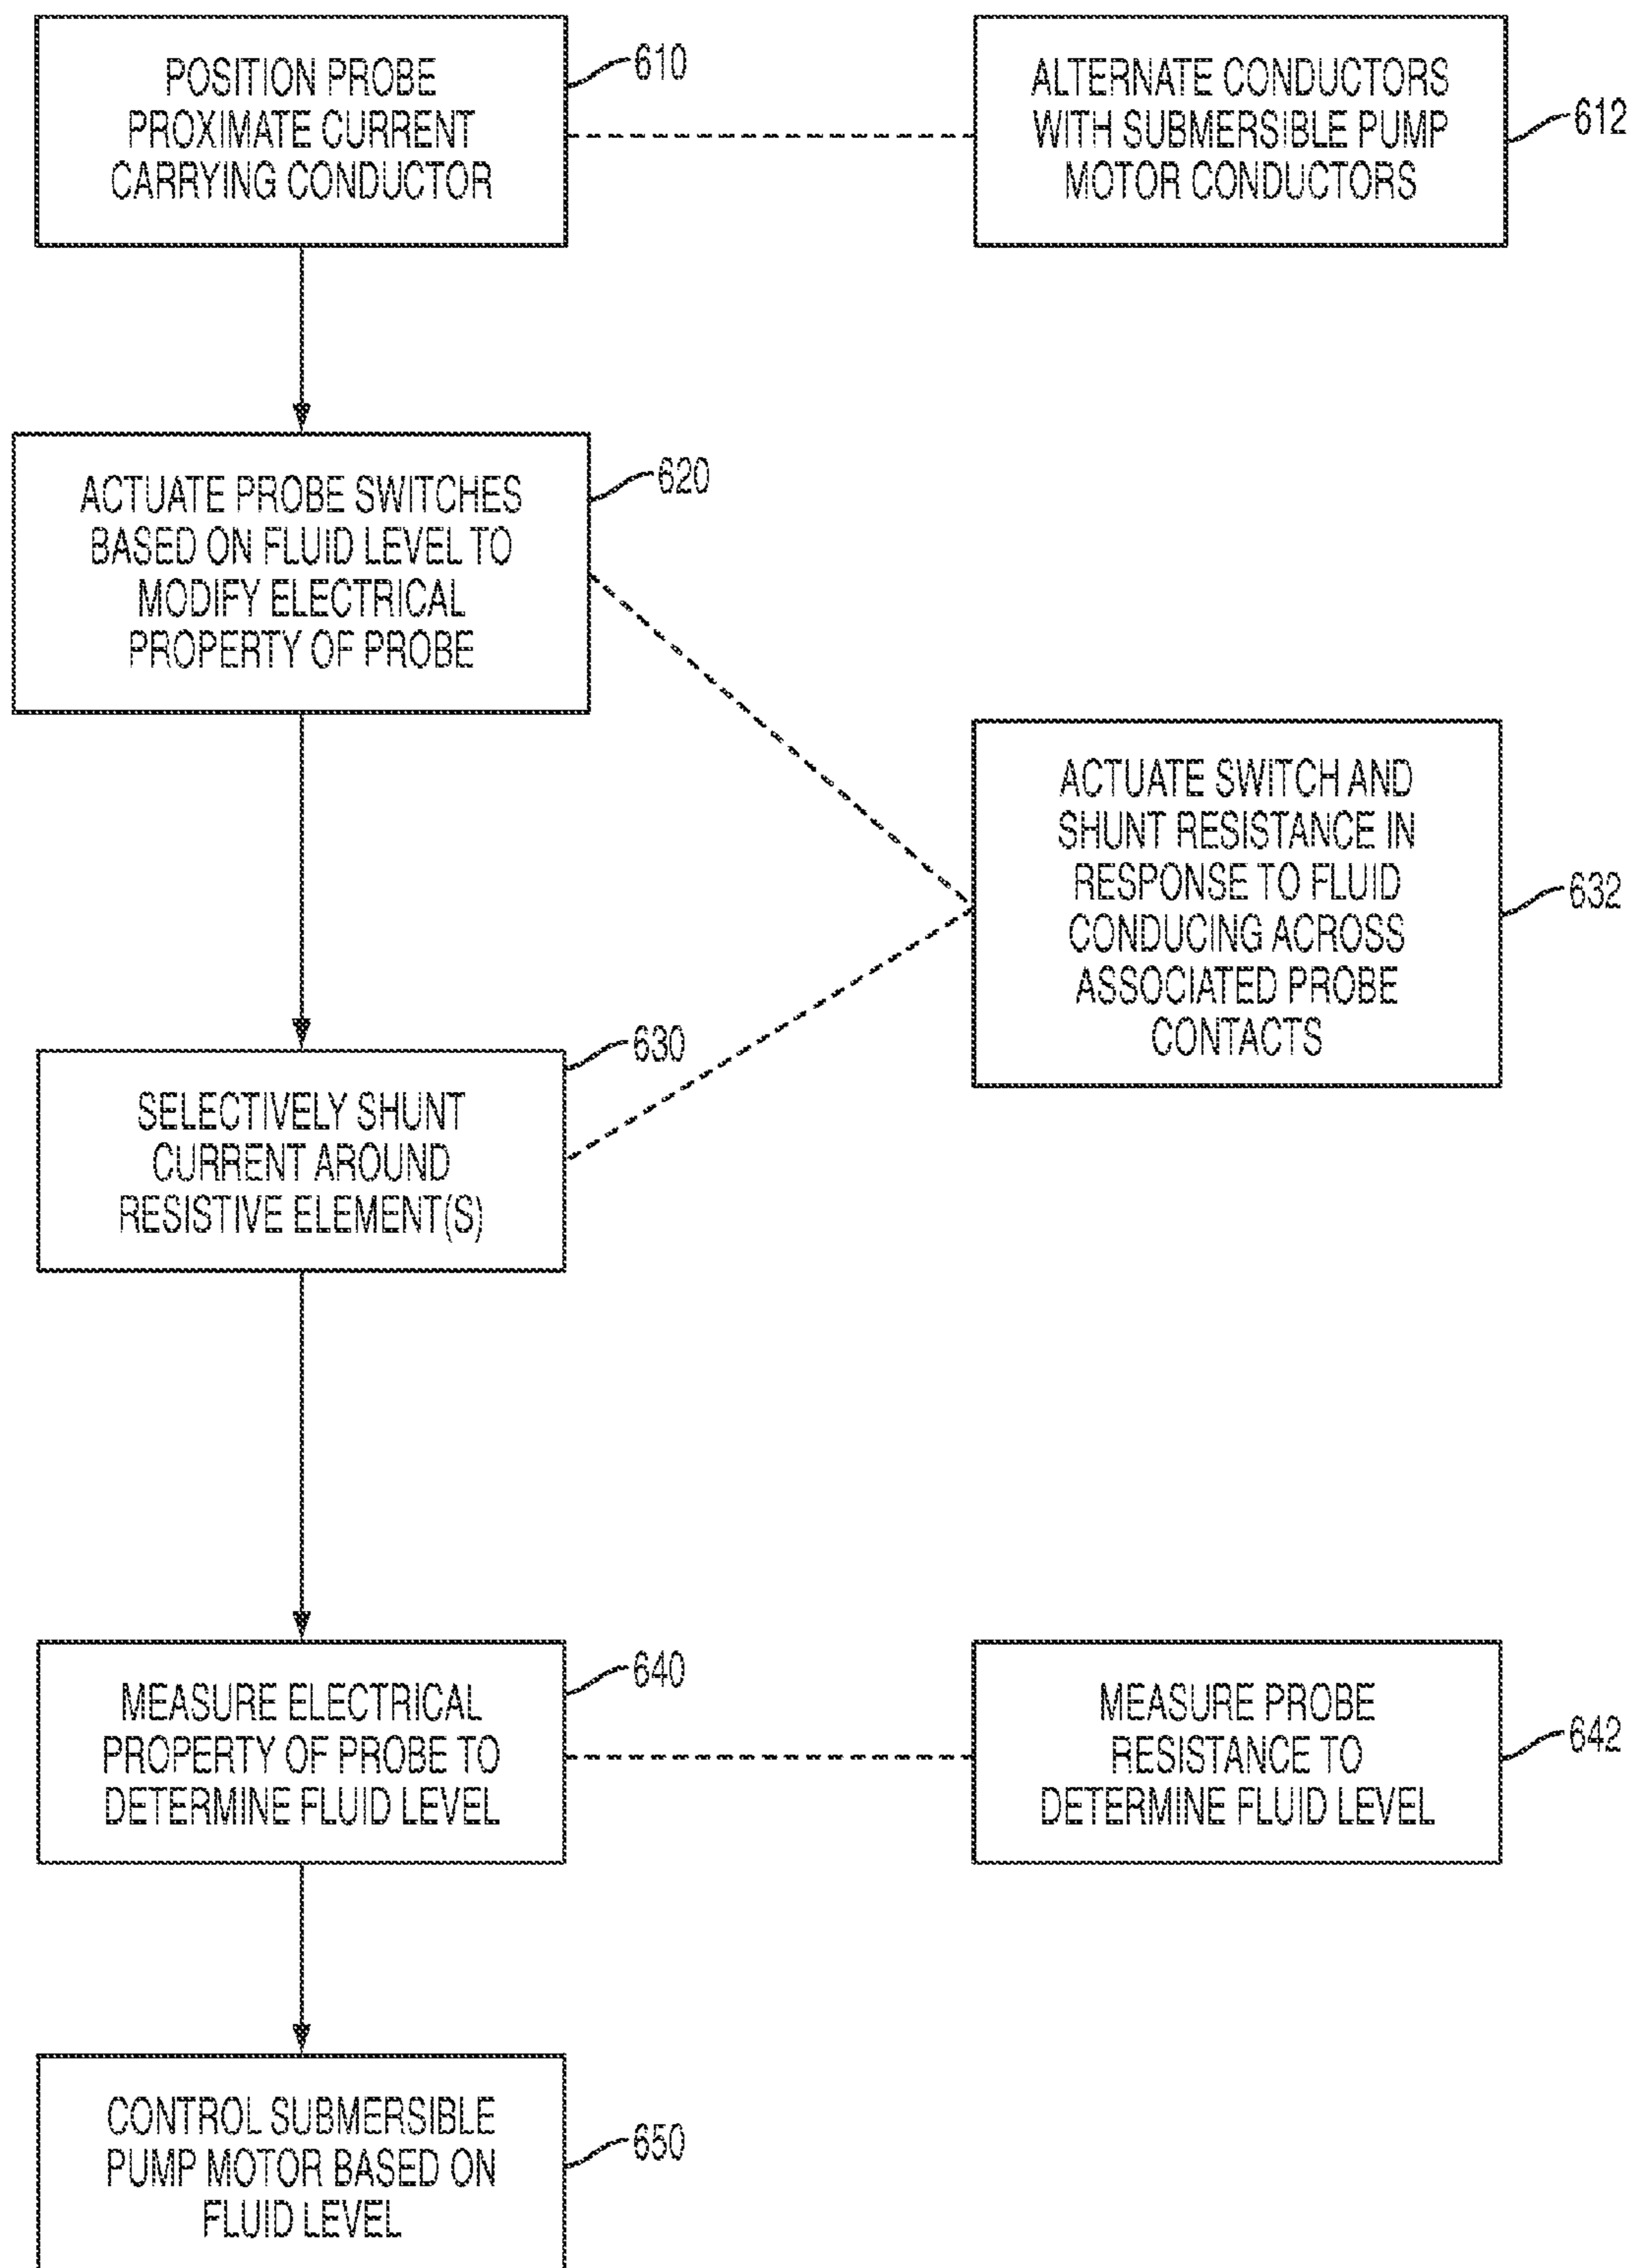 POSITION PROBE
PROXIMATE CURRENT
CARRYING CONDUCTOR
610
ALTERNATE CONDUCTORS
WITH SUBMERSIBLE PUMP
MOTOR CONDUCTORS
612
ACTUATE PROBE SWITCHES
BASED ON FLUID LEVEL TO
MODIFY ELECTRICAL
PROPERTY OF PROBE
620
ACTUATE SWITCH AND
SHUNT RESISTANCE IN
RESPONSE TO FLUID
CONDUCING ACROSS
ASSOCIATED PROBE
CONTACTS
632
SELECTIVELY SHUNT
CURRENT AROUND
RESISTIVE ELEMENT(S)
630
MEASURE ELECTRICAL
PROPERTY OF PROBE TO
DETERMINE FLUID LEVEL
640
MEASURE PROBE
RESISTANCE TO
DETERMINE FLUID LEVEL
642
CONTROL SUBMERSIBLE
PUMP MOTOR BASED ON
FLUID LEVEL
650